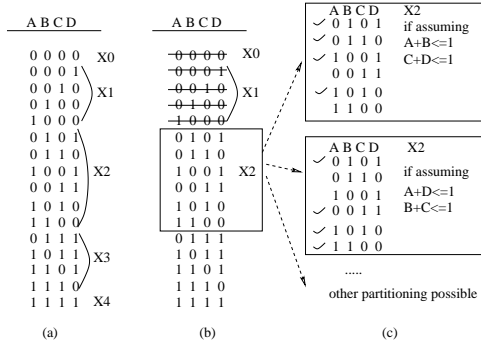 A B C D
0 0 0 0 X0
0 0 0 1
0 0 1 0 X1
0 1 0 0
1 0 0 0
0 1 0 1
0 1 1 0
1 0 0 1 X2
0 0 1 1
1 0 1 0
1 1 0 0
0 1 1 1
1 0 1 1 X3
1 1 0 1
1 1 1 0
1 1 1 1 X4
(a)
A B C D
0 0 0 0 X0
0 0 0 1
0 0 1 0 X1
0 1 0 0
1 0 0 0
0 1 0 1
0 1 1 0
1 0 0 1 X2
0 0 1 1
1 0 1 0
1 1 0 0
0 1 1 1
1 0 1 1
1 1 0 1
1 1 1 0
1 1 1 1
(b)
A B C D X2
0 1 0 1 if assuming
0 1 1 0 A+B<=1
1 0 0 1 C+D<=1
0 0 1 1
1 0 1 0
1 1 0 0
A B C D X2
0 1 0 1
0 1 1 0 if assuming
1 0 0 1 A+D<=1
0 0 1 1 B+C<=1
1 0 1 0
1 1 0 0
.....
other partitioning possible
(c)